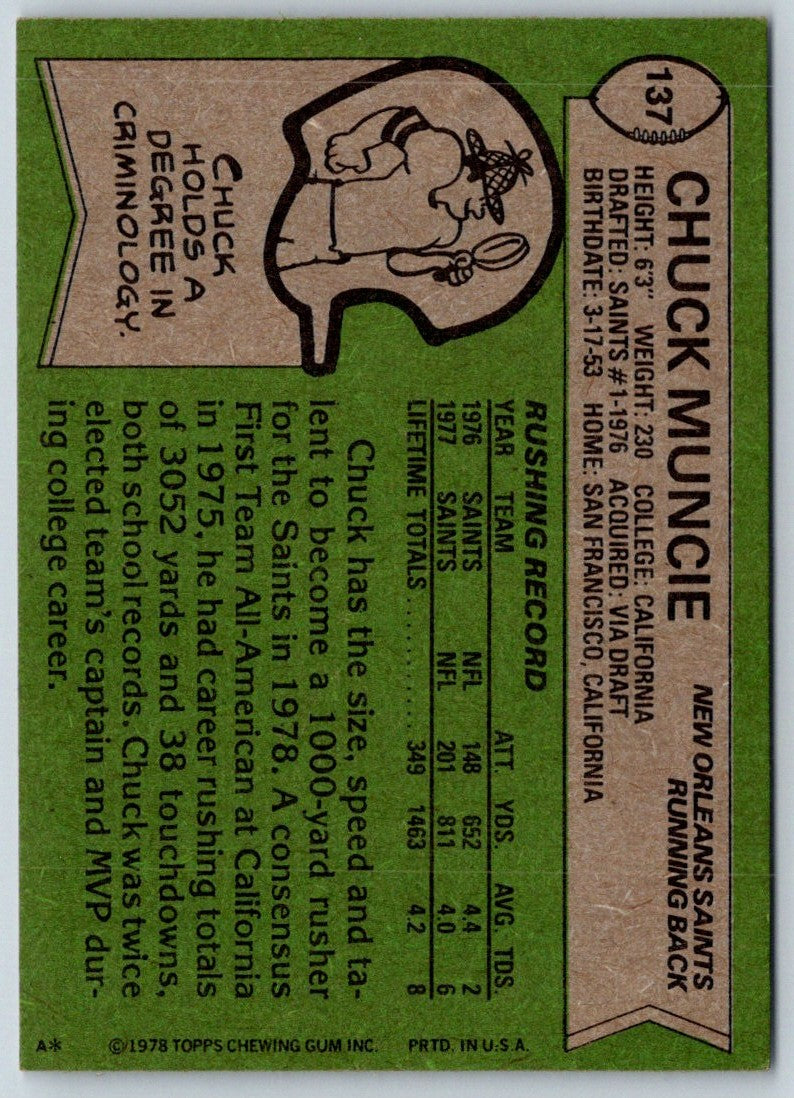 137
CHUCK MUNCIE
NEW ORLEANS SAINTS
RUNNING BACK
HEIGHT: 6'3" WEIGHT: 230 COLLEGE: CALIFORNIA
DRAFTED: SAINTS #1-1976 ACQUIRED: VIA DRAFT
BIRTHDATE: 3-17-53 HOME: SAN FRANCISCO, CALIFORNIA
RUSHING RECORD
YEAR TEAM ATT. YDS. AVG. TDS.
1976 SAINTS NFL 148 652 4.4 2
1977 SAINTS NFL 201 811 4.0 6
LIFETIME TOTALS ............ 349 1463 4.2 8
CHUCK
HOLDS A
DEGREE IN
CRIMINOLOGY.
Chuck has the size, speed and ta-
lent to become a 1000-yard rusher
for the Saints in 1978. A consensus
First Team All-American at California
in 1975, he had career rushing totals
of 3052 yards and 38 touchdowns,
both school records. Chuck was twice
elected team's captain and MVP dur-
ing college career.
A* ©1978 TOPPS CHEWING GUM INC. PRTD. IN U.S.A.